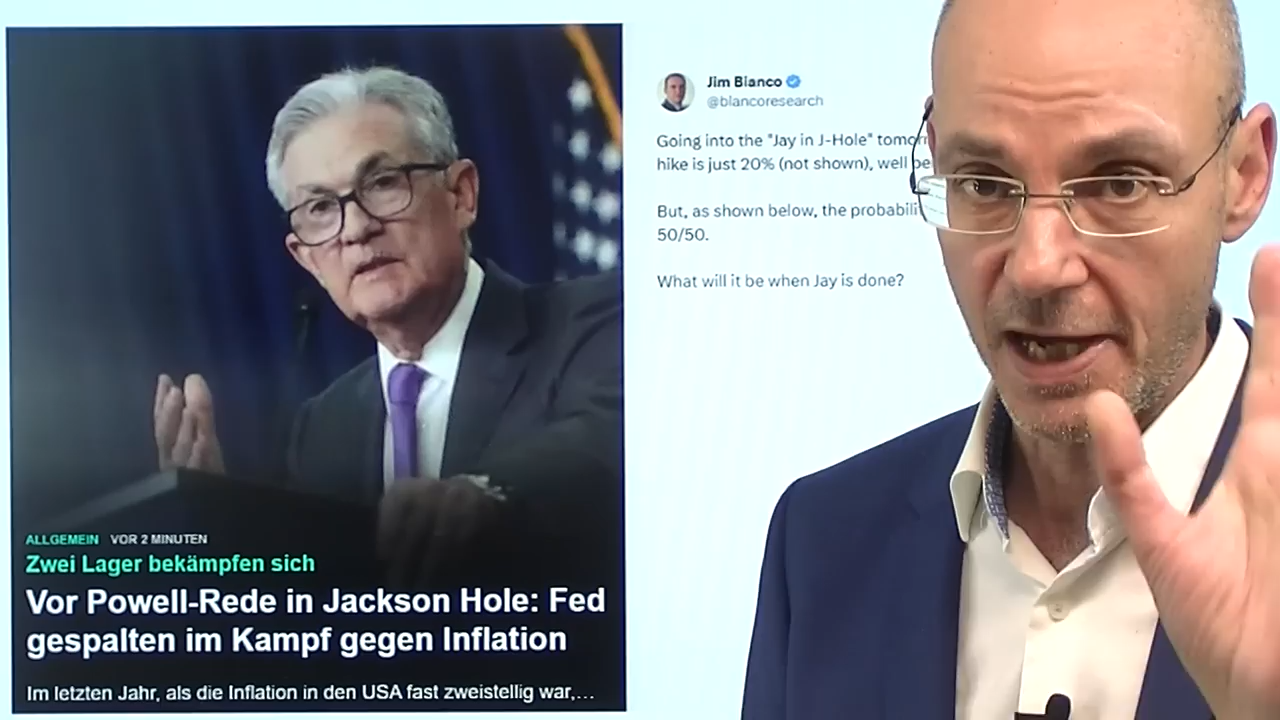 ALLGEMEIN VOR 2 MINUTEN
Zwei Lager bekämpfen sich
Vor Powell-Rede in Jackson Hole: Fed
gespalten im Kampf gegen Inflation
Im letzten Jahr, als die Inflation in den USA fast zweistellig war,...
Jim Bianco
@biancoresearch
Going into the "Jay in J-Hole"
hike is just 20% (not shown), well
But, as shown below, the
50/50.
What will it be when Jay is done?